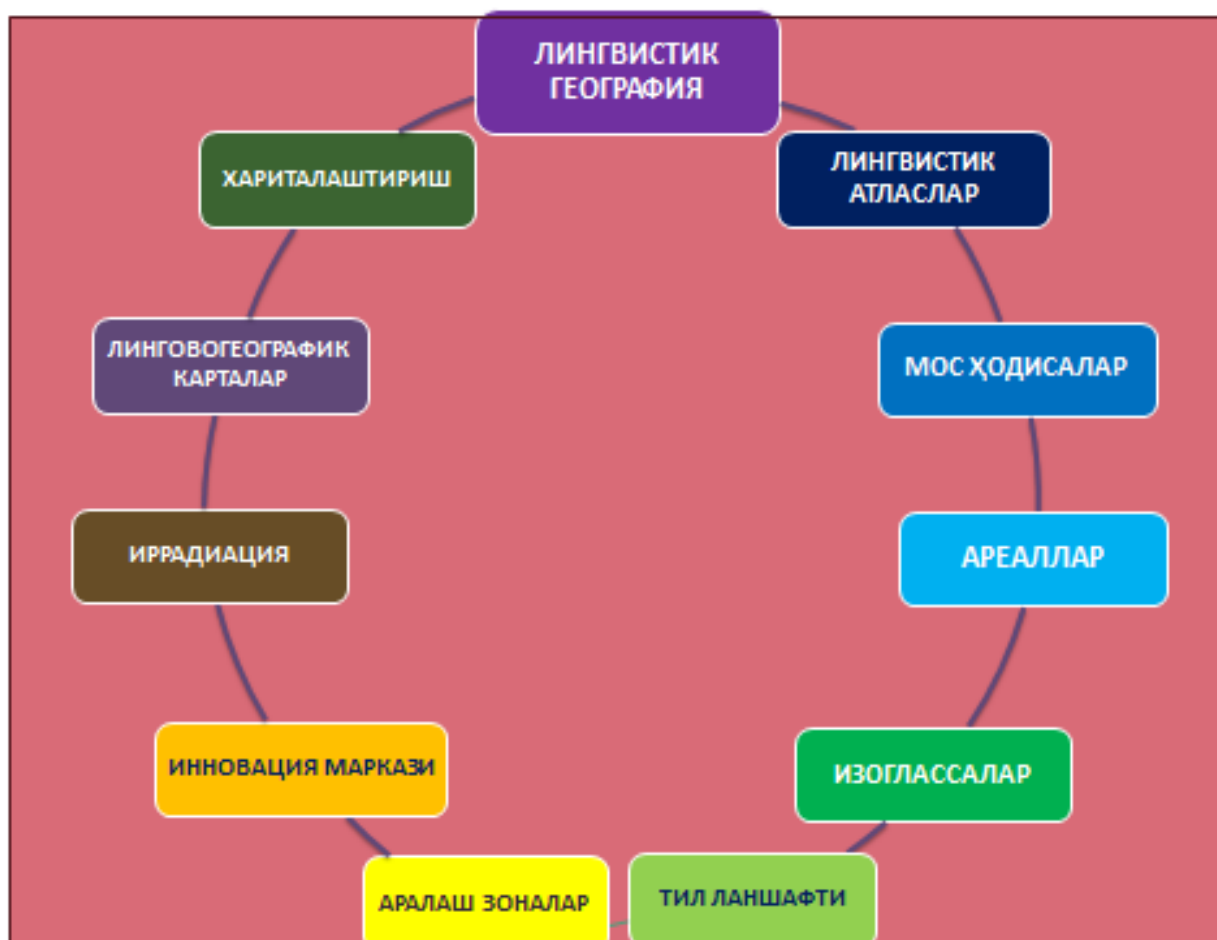 ЛИНГВИСТИК
ГЕОГРАФИЯ
ЛИНГВИСТИК
АТЛАСЛАР
МОС ҲОДИСАЛАР
АРЕАЛЛАР
ИЗОГЛАССАЛАР
ТИЛ ЛАНШАФТИ
АРАЛАШ ЗОНАЛАР
ИННОВАЦИЯ МАРКАЗИ
ИРРАДИАЦИЯ
ЛИНГОВОГЕОГРАФИК
КАРТАЛАР
ХАРИТАЛАШТИРИШ